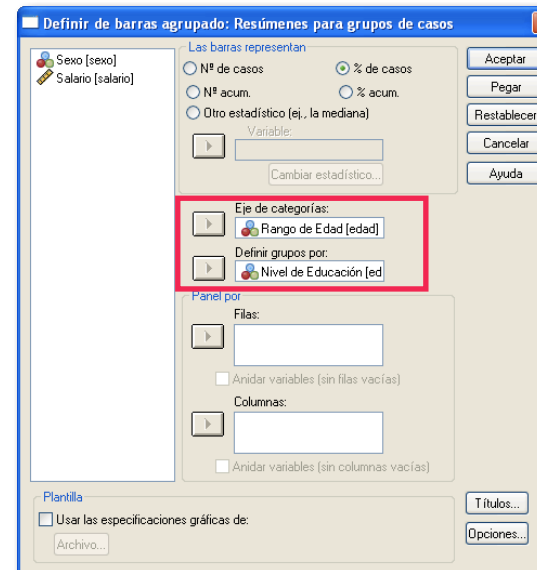 Definir de barras agrupado: Resúmenes para grupos de casos
Sexo [sexo]
Salario [salario]
Las barras representan
Nº de casos
% de casos
Nº acum.
% acum.
Otro estadístico (ej., la mediana)
Variable:
Cambiar estadístico...
Aceptar
Pegar
Restablecer
Cancelar
Ayuda
Eje de categorías:
Rango de Edad [edad]
Definir grupos por:
Nivel de Educación [ed
Panel por
Filas:
Anidar variables (sin filas vacías)
Columnas:
Anidar variables (sin columnas vacías)
Plantilla
Usar las especificaciones gráficas de:
Archivo...
Títulos...
Opciones...